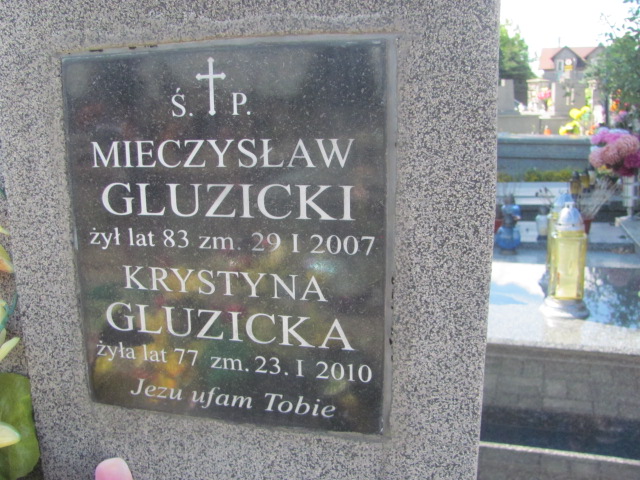 Ś. P.
MIECZYSŁAW
GLUZICKI
żył lat 83 zm. 29 I 2007
KRYSTYNA
GLUZICKA
żyła lat 77 zm. 23. I 2010
Jezu ufam Tobie